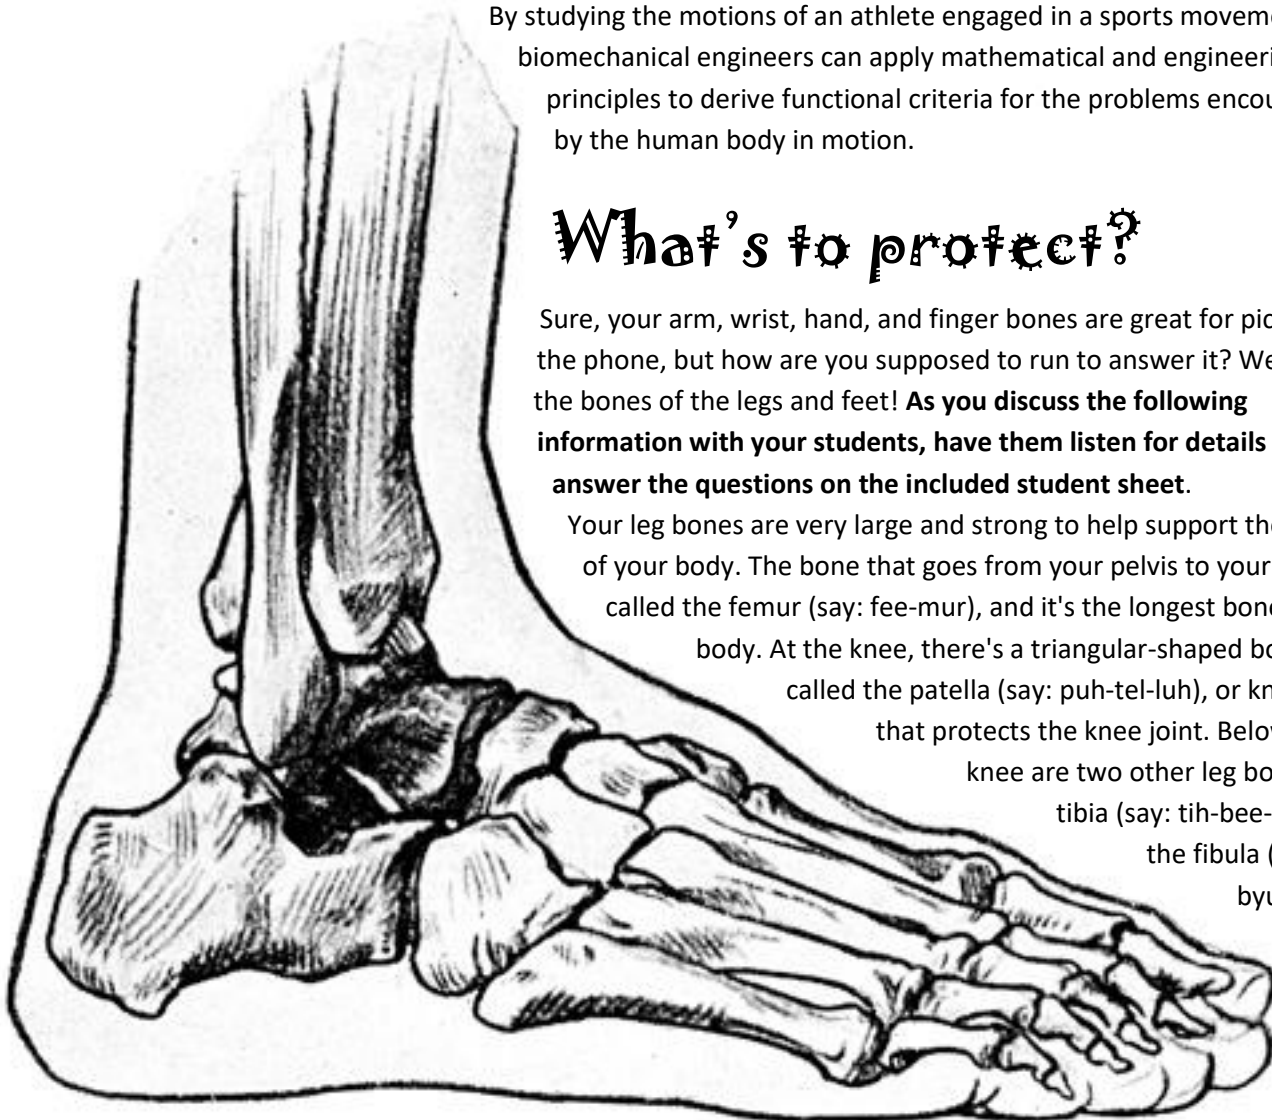 By studying the motions of an athlete engaged in a sports movem
biomechanical engineers can apply mathematical and engineeri
principles to derive functional criteria for the problems encou
by the human body in motion.
What's to protect?
Sure, your arm, wrist, hand, and finger bones are great for pic
the phone, but how are you supposed to run to answer it? We
the bones of the legs and feet! As you discuss the following
information with your students, have them listen for details
answer the questions on the included student sheet.
Your leg bones are very large and strong to help support the
of your body. The bone that goes from your pelvis to your
called the femur (say: fee-mur), and it's the longest bone
body. At the knee, there's a triangular-shaped bo
called the patella (say: puh-tel-luh), or kn
that protects the knee joint. Below
knee are two other leg bo
tibia (say: tih-bee-
the fibula (
byu